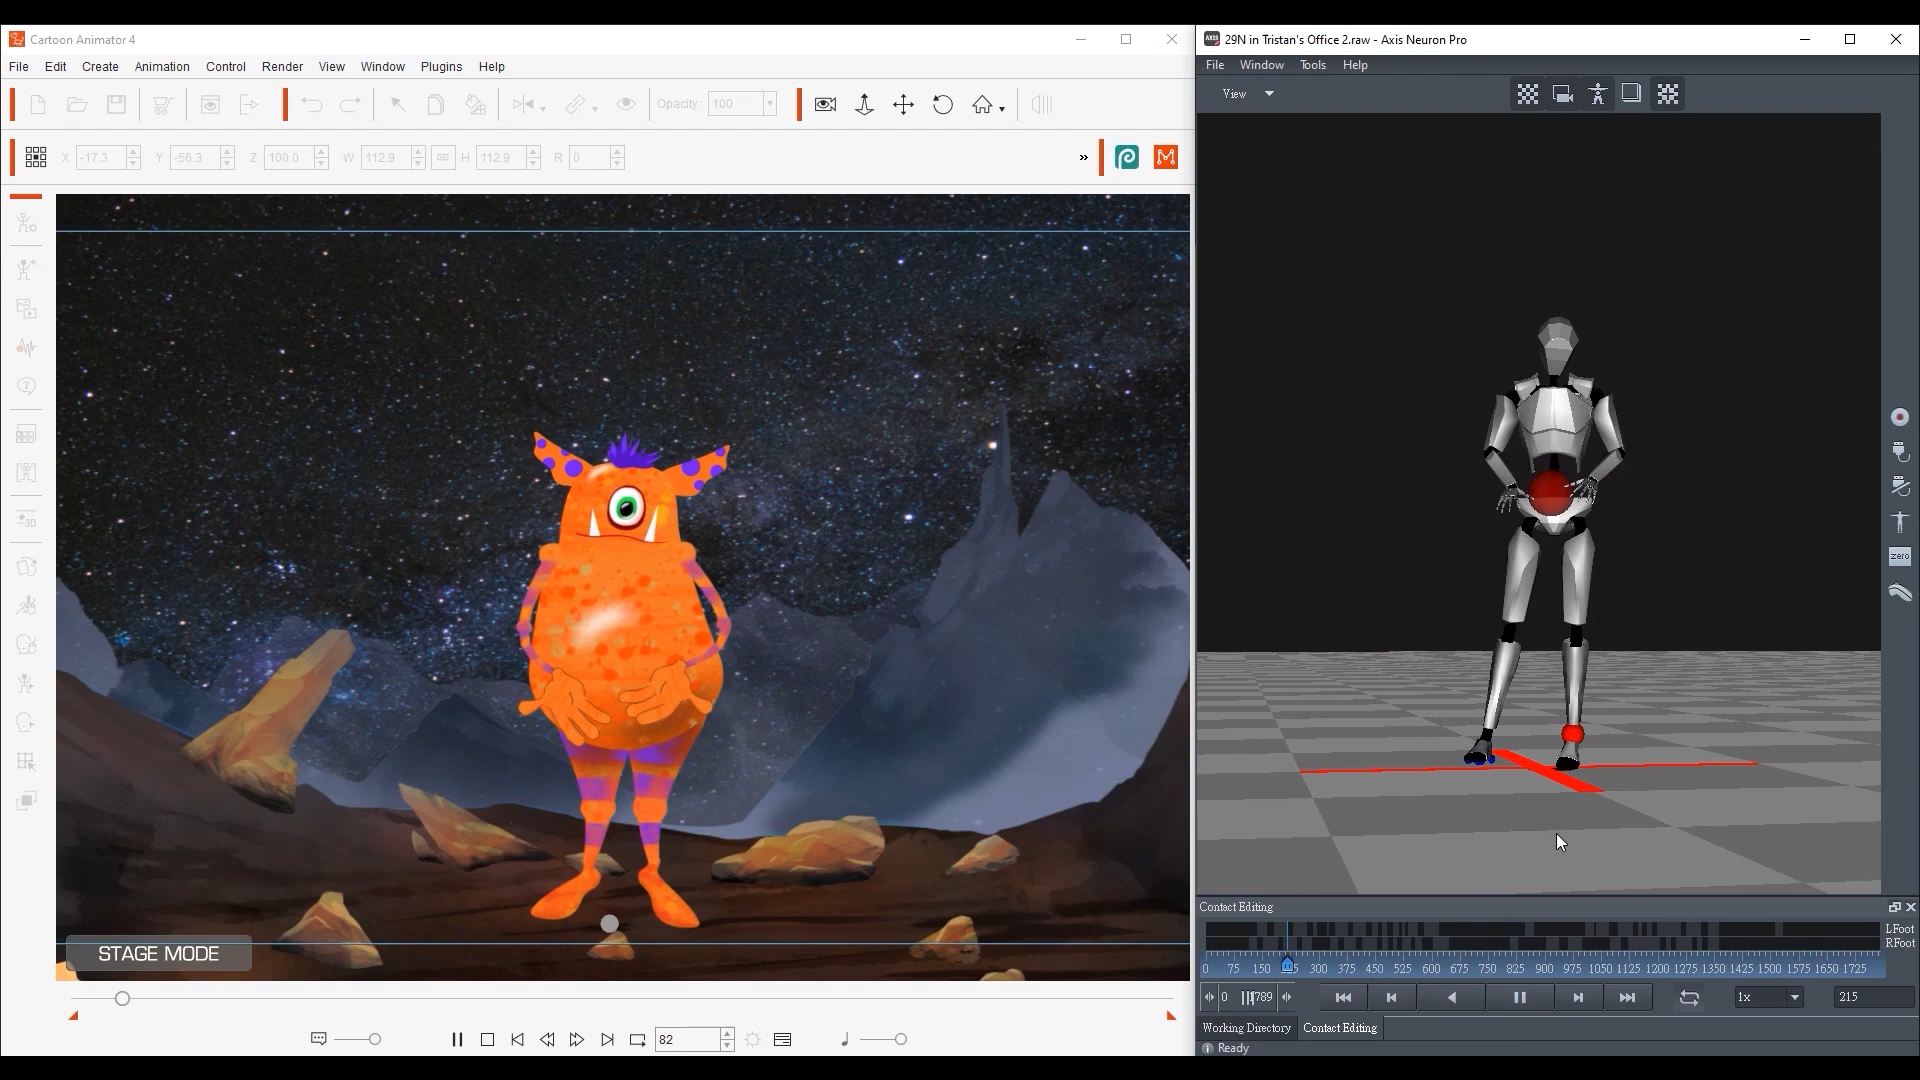 Cartoon Animator 4
File Edit Create Animation Control Render View Window Plugins Help
Opacity : 100
X -17.3 Y -56.3 Z 100.0 W 112.9 H 112.9 R 0 »
3D
STAGE MODE
82
AXIS 29N in Tristan's Office 2.raw - Axis Neuron Pro
File Window Tools Help
View
zero
Contact Editing
LFoot
RFoot
0 75 150 300 375 450 525 600 675 750 825 900 975 1050 1125 1200 1275 1350 1425 1500 1575 1650 1725
0 789 1x 215
Working Directory Contact Editing
Ready